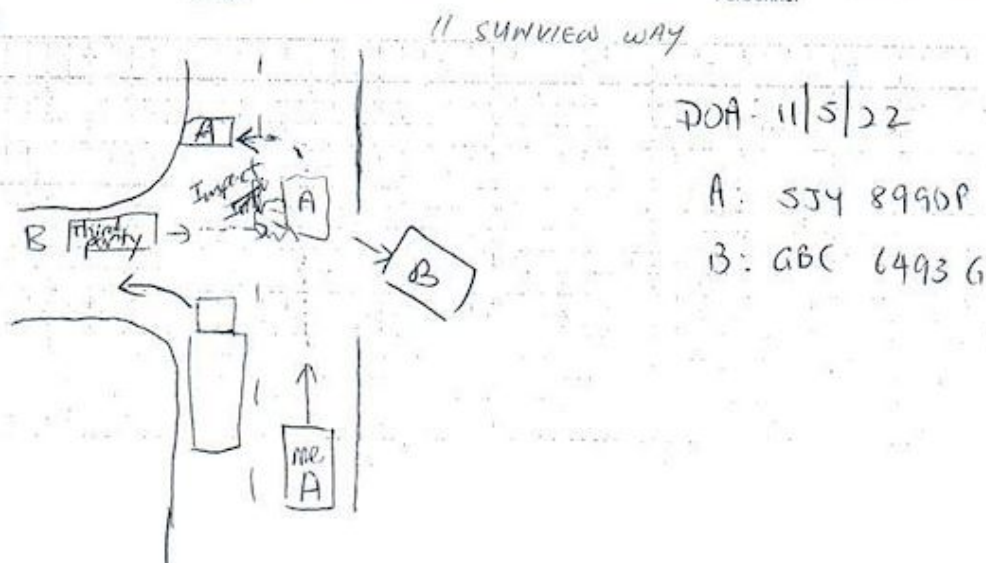 11 SUNVIEW WAY
DOA: 11/5/22
A
Impact
A
A: SJY 8990P
B
Third
party
B
B: GBC 6493 G
me
A